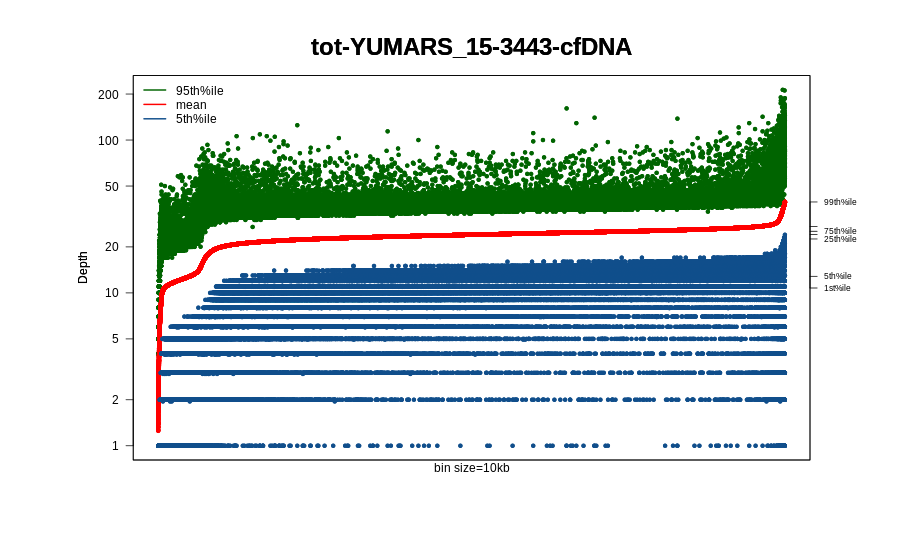 tot-YUMARS_15-3443-cfDNA
95th%ile
mean
5th%ile
200
100
50
20
10
5
2
1
Depth
99th%ile
75th%ile
25th%ile
5th%ile
1st%ile
bin size=10kb